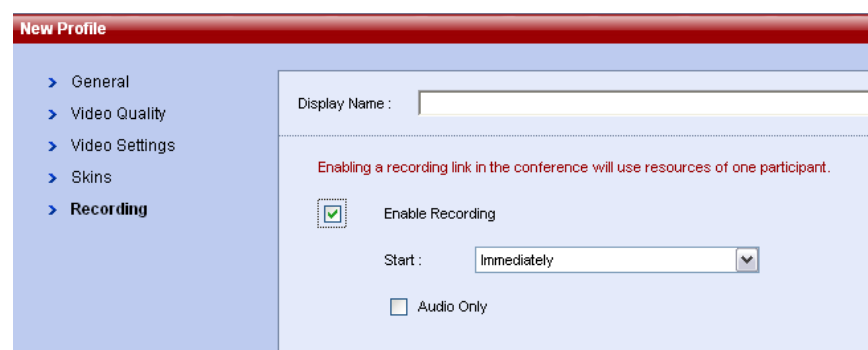 New Profile
General
Video Quality
Video Settings
Skins
Recording
Display Name :
Enabling a recording link in the conference will use resources of one participant.
Enable Recording
Start : Immediately
Audio Only